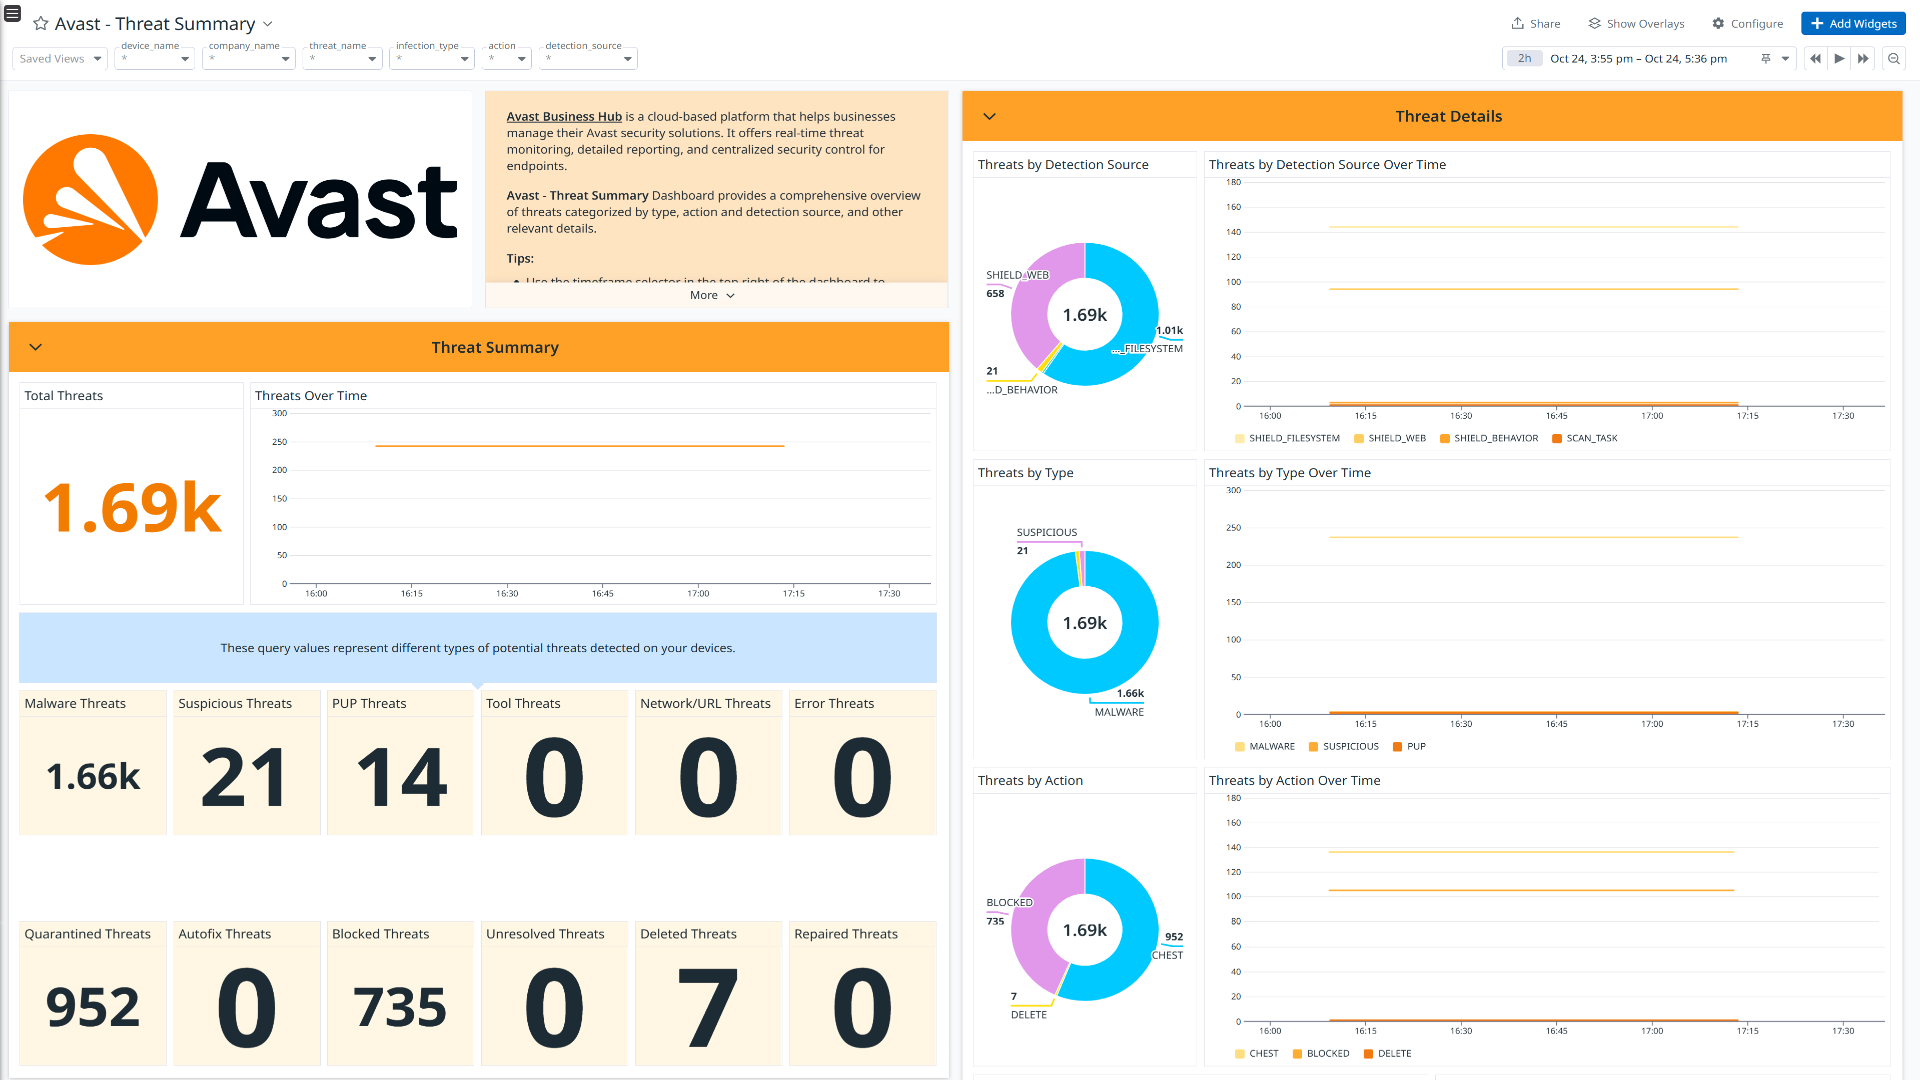 Avast - Threat Summary
Share
Show Overlays
Configure
Add Widgets
Saved Views
device_name
*
company_name
*
threat_name
*
infection_type
*
action
*
detection_source
*
2h
Oct 24, 3:55 pm – Oct 24, 5:36 pm
Avast
Avast Business Hub is a cloud-based platform that helps businesses
manage their Avast security solutions. It offers real-time threat
monitoring, detailed reporting, and centralized security control for
endpoints.
Avast - Threat Summary Dashboard provides a comprehensive overview
of threats categorized by type, action and detection source, and other
relevant details.
Tips:
• Use the timeframe selector in the top right of the dashboard to
More
Threat Summary
Total Threats
1.69k
Threats Over Time
300
250
200
150
100
50
0
16:00 16:15 16:30 16:45 17:00 17:15 17:30
These query values represent different types of potential threats detected on your devices.
Malware Threats
1.66k
Suspicious Threats
21
PUP Threats
14
Tool Threats
0
Network/URL Threats
0
Error Threats
0
Quarantined Threats
952
Autofix Threats
0
Blocked Threats
735
Unresolved Threats
0
Deleted Threats
7
Repaired Threats
0
Threat Details
Threats by Detection Source
SHIELD_WEB
658
1.69k
1.01k
..._FILESYSTEM
21
...D_BEHAVIOR
Threats by Detection Source Over Time
180
160
140
120
100
80
60
40
20
0
16:00 16:15 16:30 16:45 17:00 17:15 17:30
SHIELD_FILESYSTEM SHIELD_WEB SHIELD_BEHAVIOR SCAN_TASK
Threats by Type
SUSPICIOUS
21
1.69k
1.66k
MALWARE
Threats by Type Over Time
300
250
200
150
100
50
0
16:00 16:15 16:30 16:45 17:00 17:15 17:30
MALWARE SUSPICIOUS PUP
Threats by Action
BLOCKED
735
1.69k
952
CHEST
7
DELETE
Threats by Action Over Time
180
160
140
120
100
80
60
40
20
0
16:00 16:15 16:30 16:45 17:00 17:15 17:30
CHEST BLOCKED DELETE